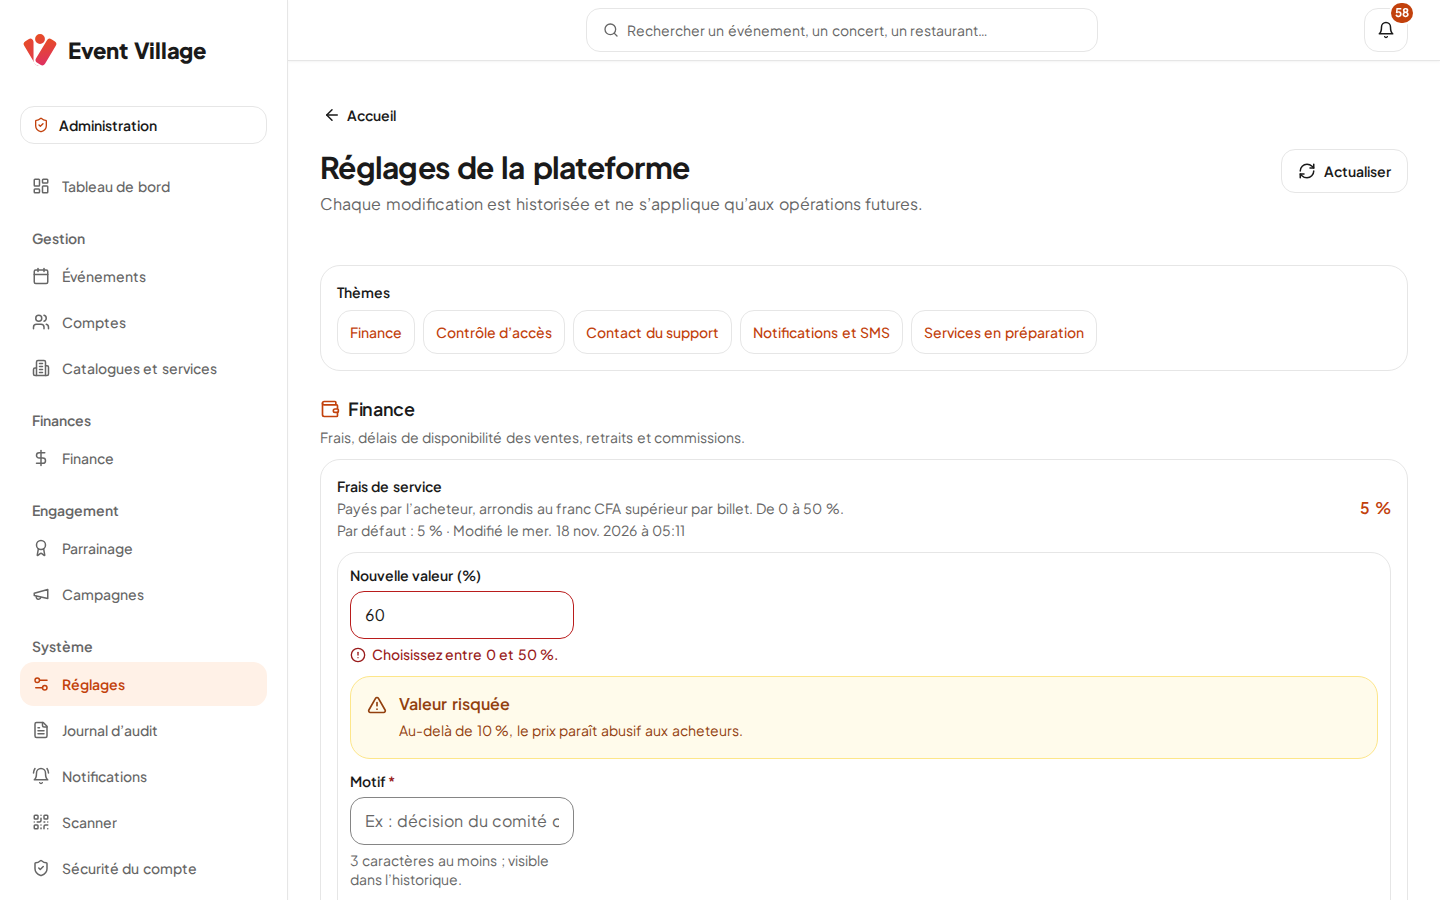 Event Village
Rechercher un événement, un concert, un restaurant…
58
Administration
Tableau de bord
Gestion
Événements
Comptes
Catalogues et services
Finances
Finance
Engagement
Parrainage
Campagnes
Système
Réglages
Journal d’audit
Notifications
Scanner
Sécurité du compte
Accueil
Réglages de la plateforme
Actualiser
Chaque modification est historisée et ne s’applique qu’aux opérations futures.
Thèmes
Finance
Contrôle d’accès
Contact du support
Notifications et SMS
Services en préparation
Finance
Frais, délais de disponibilité des ventes, retraits et commissions.
Frais de service
Payés par l’acheteur, arrondis au franc CFA supérieur par billet. De 0 à 50 %.
5 %
Par défaut : 5 % · Modifié le mer. 18 nov. 2026 à 05:11
Nouvelle valeur (%)
60
Choisissez entre 0 et 50 %.
Valeur risquée
Au-delà de 10 %, le prix paraît abusif aux acheteurs.
Motif *
Ex : décision du comité
3 caractères au moins ; visible
dans l’historique.